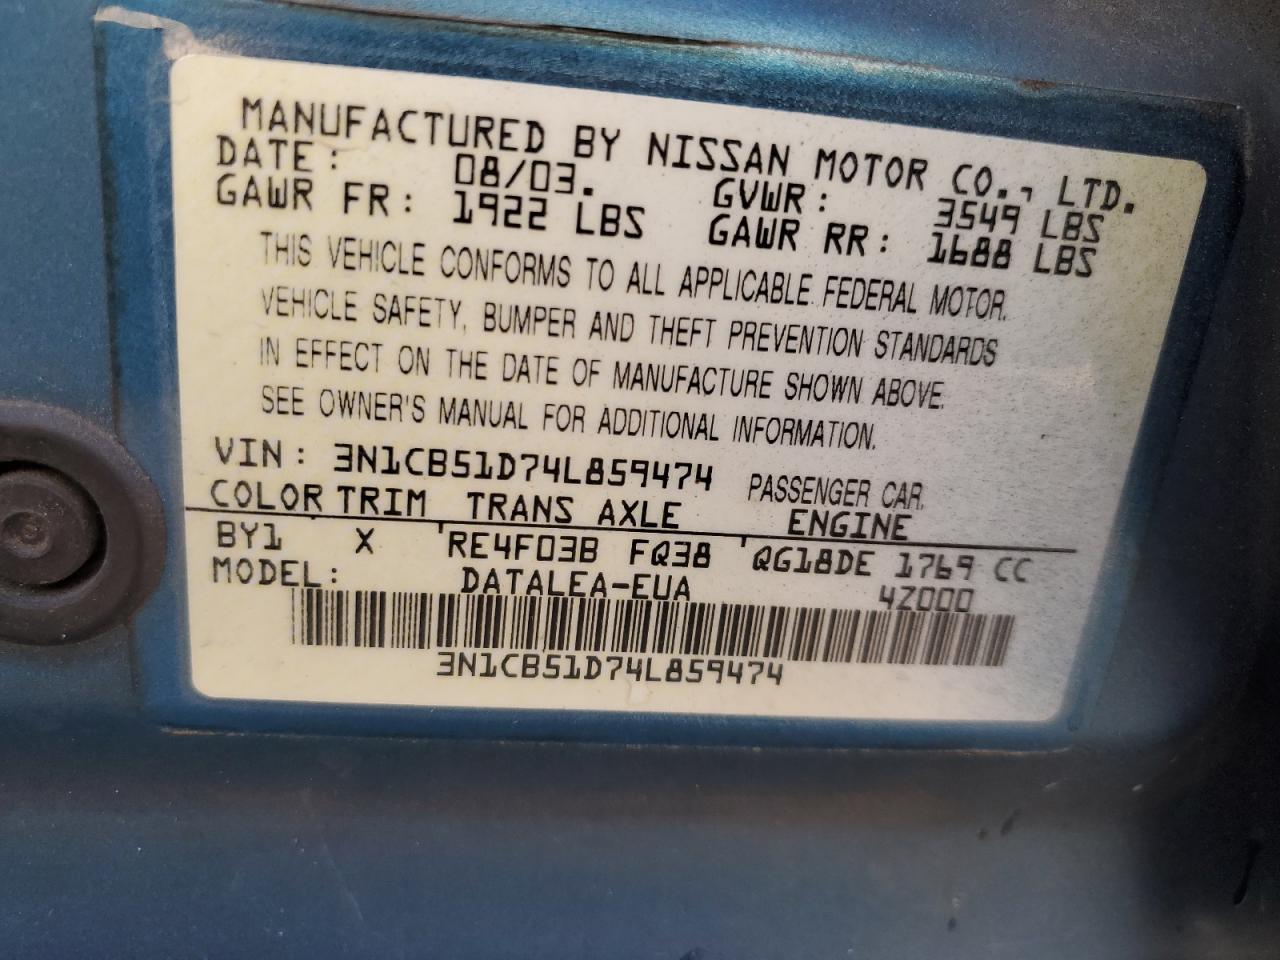 MANUFACTURED BY NISSAN MOTOR CO., LTD.
DATE: 08/03. GVWR: 3549 LBS
GAWR FR: 1922 LBS GAWR RR: 1688 LBS
THIS VEHICLE CONFORMS TO ALL APPLICABLE FEDERAL MOTOR
VEHICLE SAFETY, BUMPER AND THEFT PREVENTION STANDARDS
IN EFFECT ON THE DATE OF MANUFACTURE SHOWN ABOVE.
SEE OWNER'S MANUAL FOR ADDITIONAL INFORMATION.
VIN: 3N1CB51D74L859474 PASSENGER CAR
COLOR TRIM TRANS AXLE ENGINE
BY1 X RE4F03B FQ38 QG18DE 1769 CC
MODEL: DATALEA-EUA 4Z000
3N1CB51D74L859474